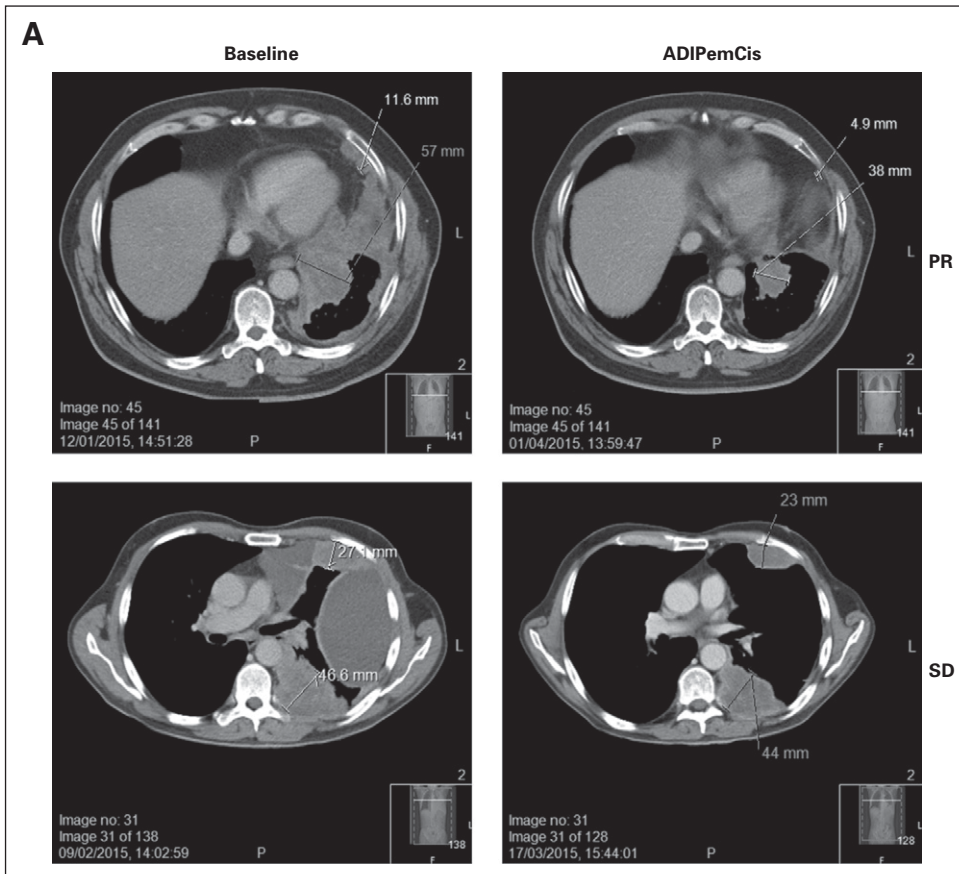 A
Baseline
ADIPemCis
11.6 mm
57 mm
L
2
Image no: 45
Image 45 of 141
12/01/2015, 14:51:28
P
141
L
F
4.9 mm
38 mm
L
PR
2
Image no: 45
Image 45 of 141
01/04/2015, 13:59:47
P
141
L
F
27.1 mm
46.6 mm
L
2
Image no: 31
Image 31 of 138
09/02/2015, 14:02:59
P
138
L
F
23 mm
44 mm
L
SD
2
Image no: 31
Image 31 of 128
17/03/2015, 15:44:01
P
128
L
F